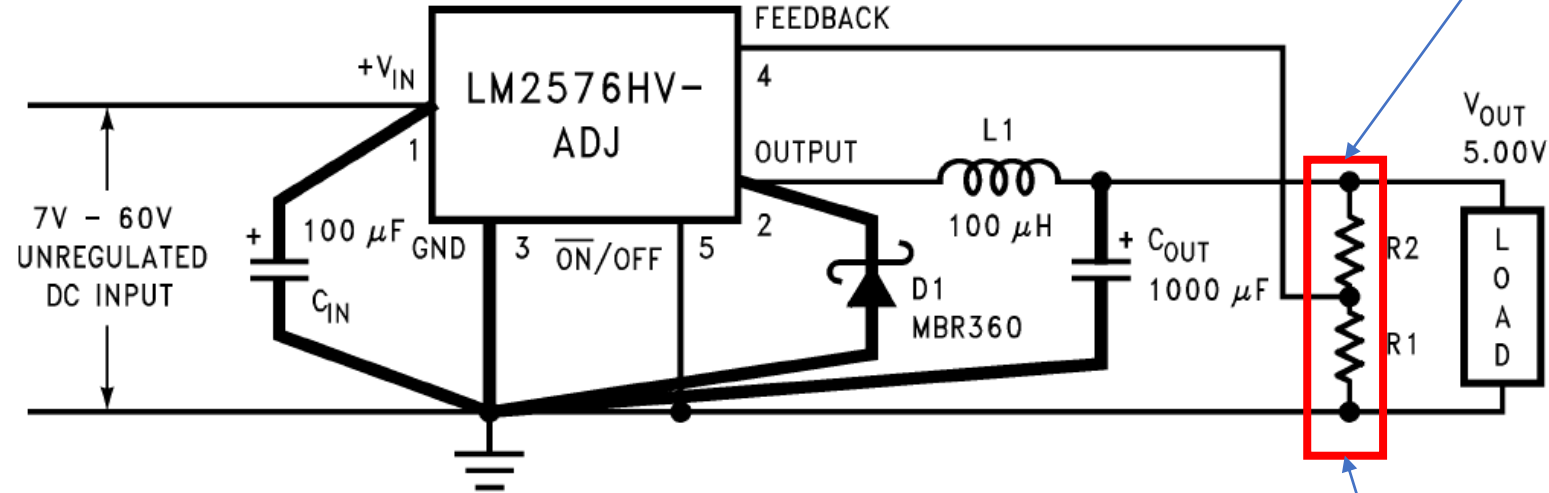 FEEDBACK
4
+VIN
LM2576HV-
ADJ
1
OUTPUT
2
L1
100 μH
VOUT
5.00V
7V - 60V
UNREGULATED
DC INPUT
+
100 μF
CIN
GND
3
ON/OFF
5
D1
MBR360
+
COUT
1000 μF
R2
R1
LOAD